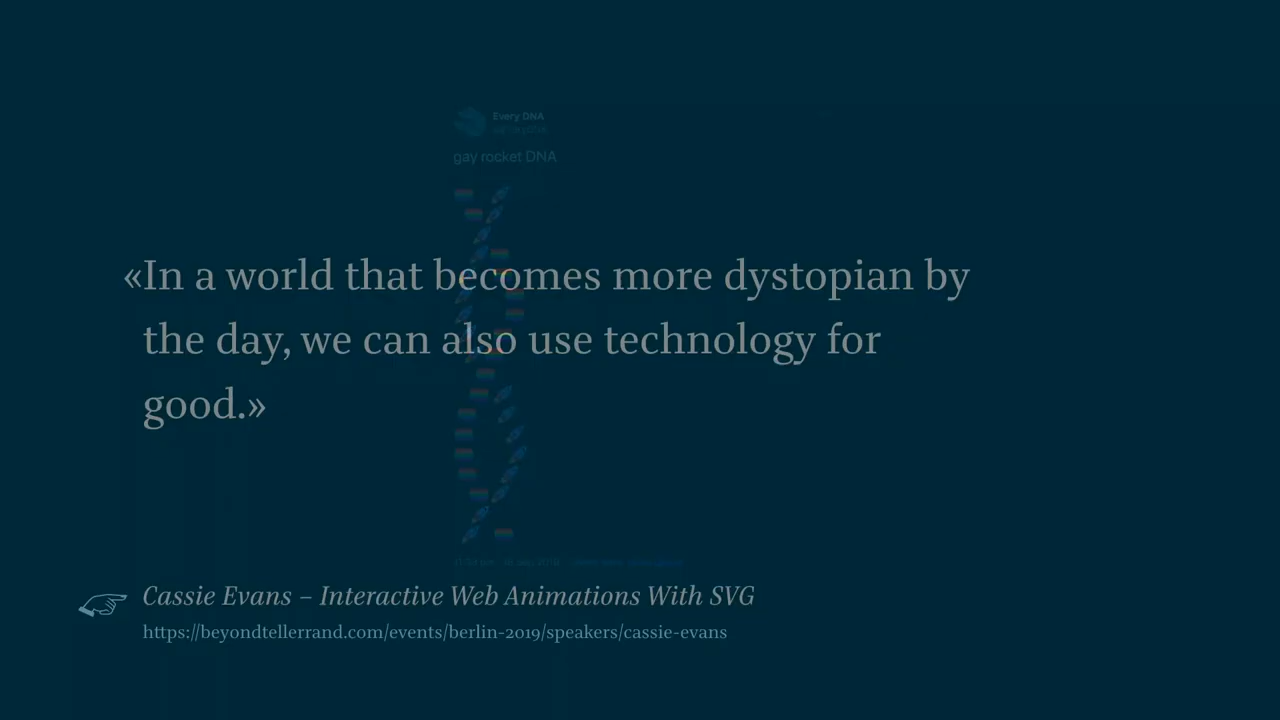 Every DNA
gay rocket DNA
«In a world that becomes more dystopian by
the day, we can also use technology for
good.»
Cassie Evans – Interactive Web Animations With SVG
https://beyondtellerrand.com/events/berlin-2019/speakers/cassie-evans